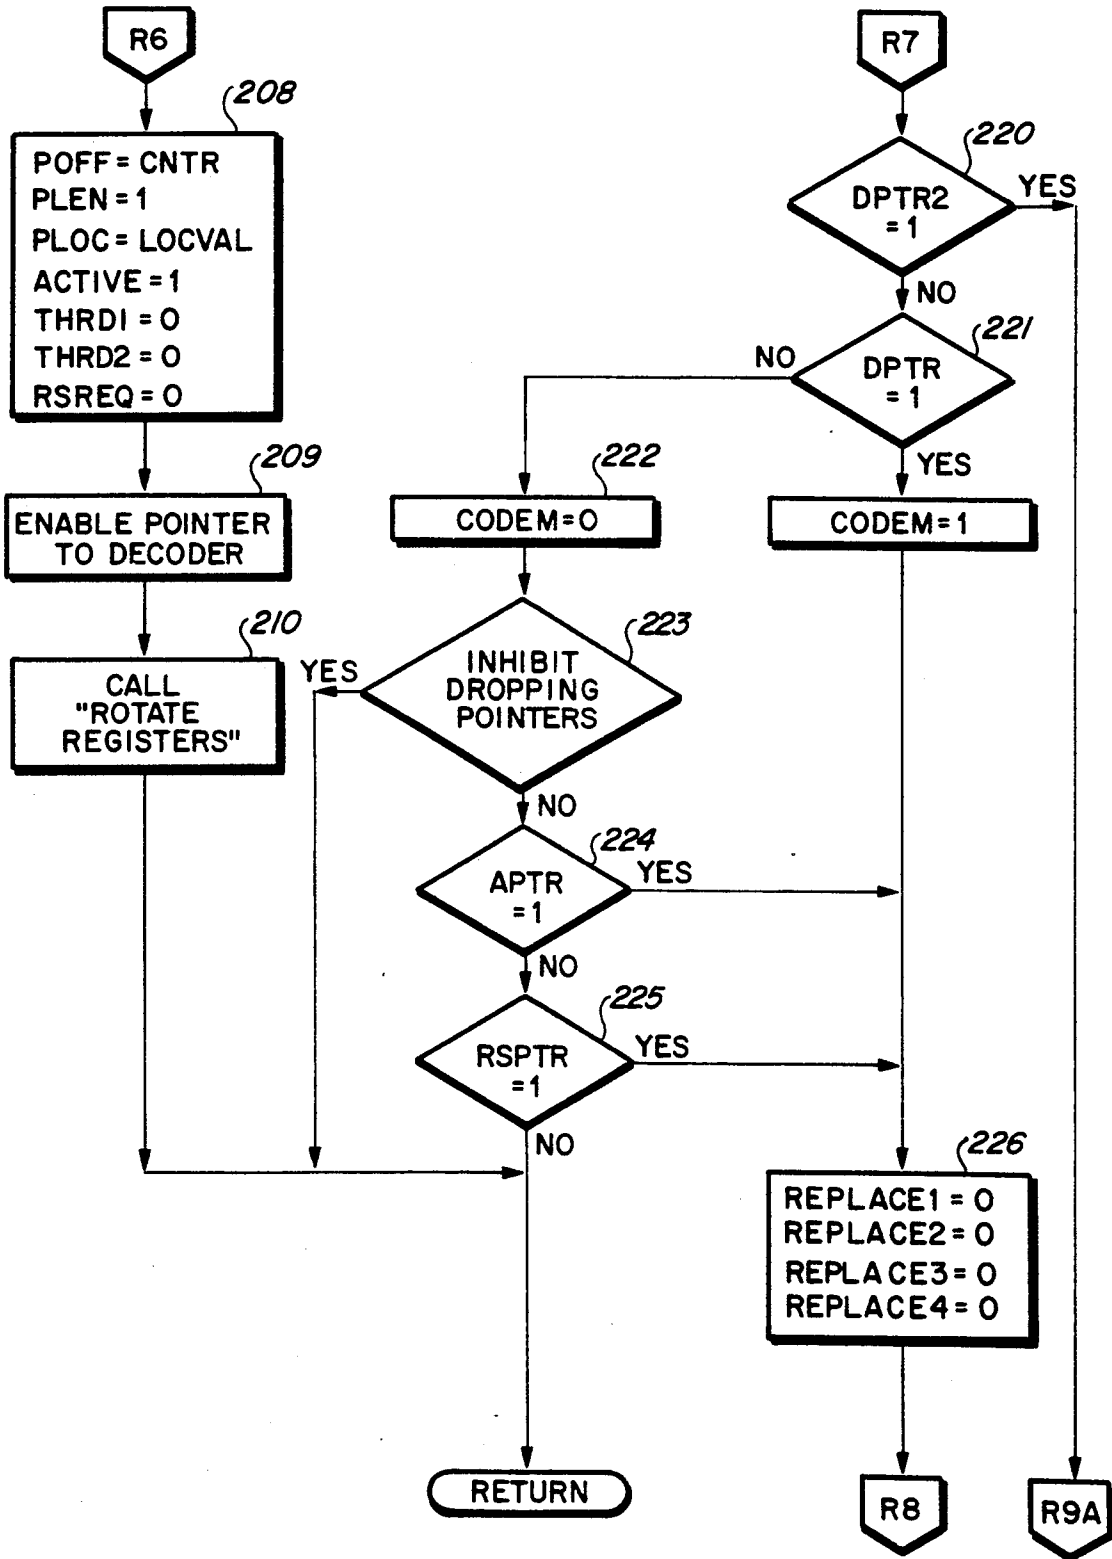 R6
208
POFF = CNTR
PLEN = 1
PLOC = LOCVAL
ACTIVE = 1
THRD1 = 0
THRD2 = 0
RSREQ = 0
209
ENABLE POINTER
TO DECODER
210
CALL
"ROTATE
REGISTERS"
R7
220
DPTR2
= 1
YES
NO
221
DPTR
= 1
NO
YES
222
CODEM = 0
CODEM = 1
223
INHIBIT
DROPPING
POINTERS
YES
NO
224
APTR
= 1
YES
NO
225
RSPTR
= 1
YES
NO
226
REPLACE1 = 0
REPLACE2 = 0
REPLACE3 = 0
REPLACE4 = 0
RETURN
R8
R9A